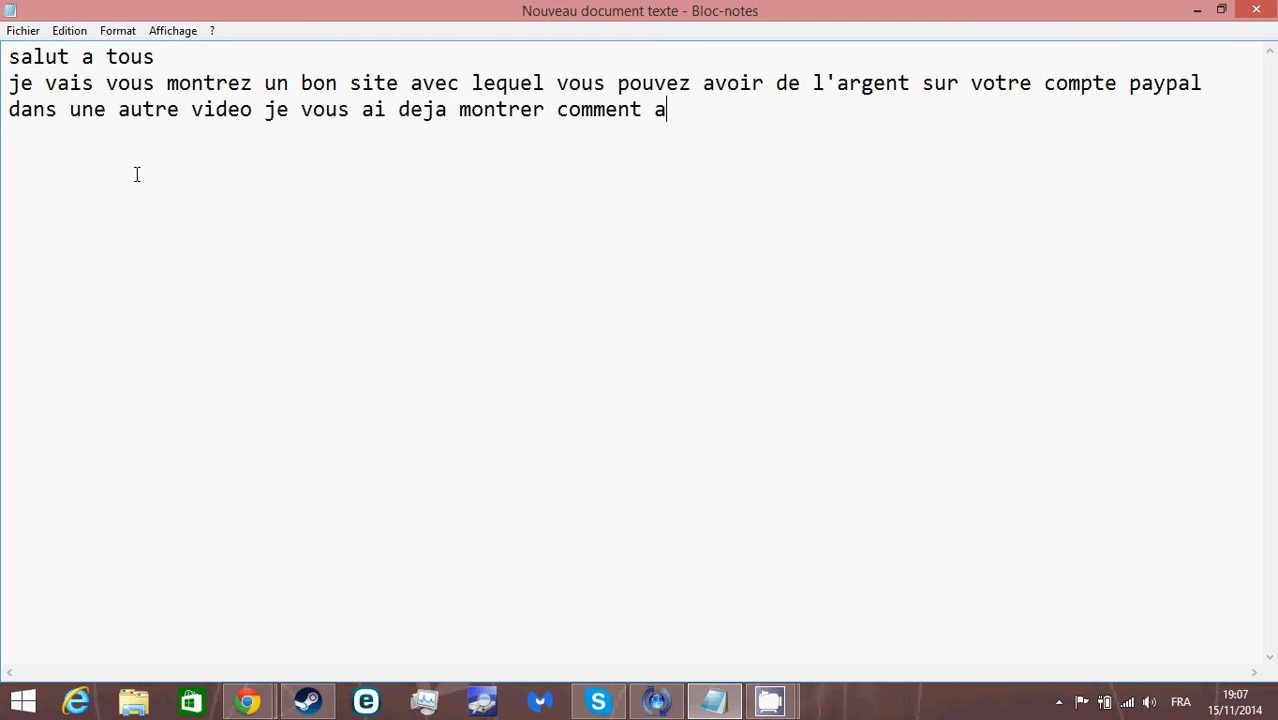 Nouveau document texte - Bloc-notes
Fichier Edition Format Affichage ?
salut a tous
je vais vous montrez un bon site avec lequel vous pouvez avoir de l'argent sur votre compte paypal
dans une autre video je vous ai deja montrer comment a
FRA
19:07
15/11/2014